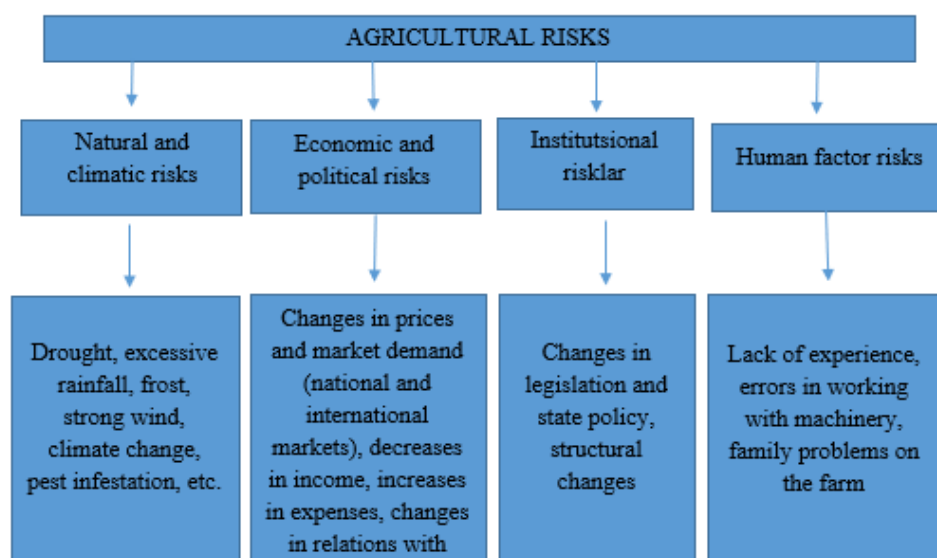 AGRICULTURAL RISKS
Natural and
climatic risks
Economic and
political risks
Institutsional
risklar
Human factor risks
Drought, excessive
rainfall, frost,
strong wind,
climate change,
pest infestation, etc.
Changes in prices
and market demand
(national and
international
markets), decreases
in income, increases
in expenses, changes
in relations with
Changes in
legislation and
state policy,
structural
changes
Lack of experience,
errors in working
with machinery,
family problems on
the farm